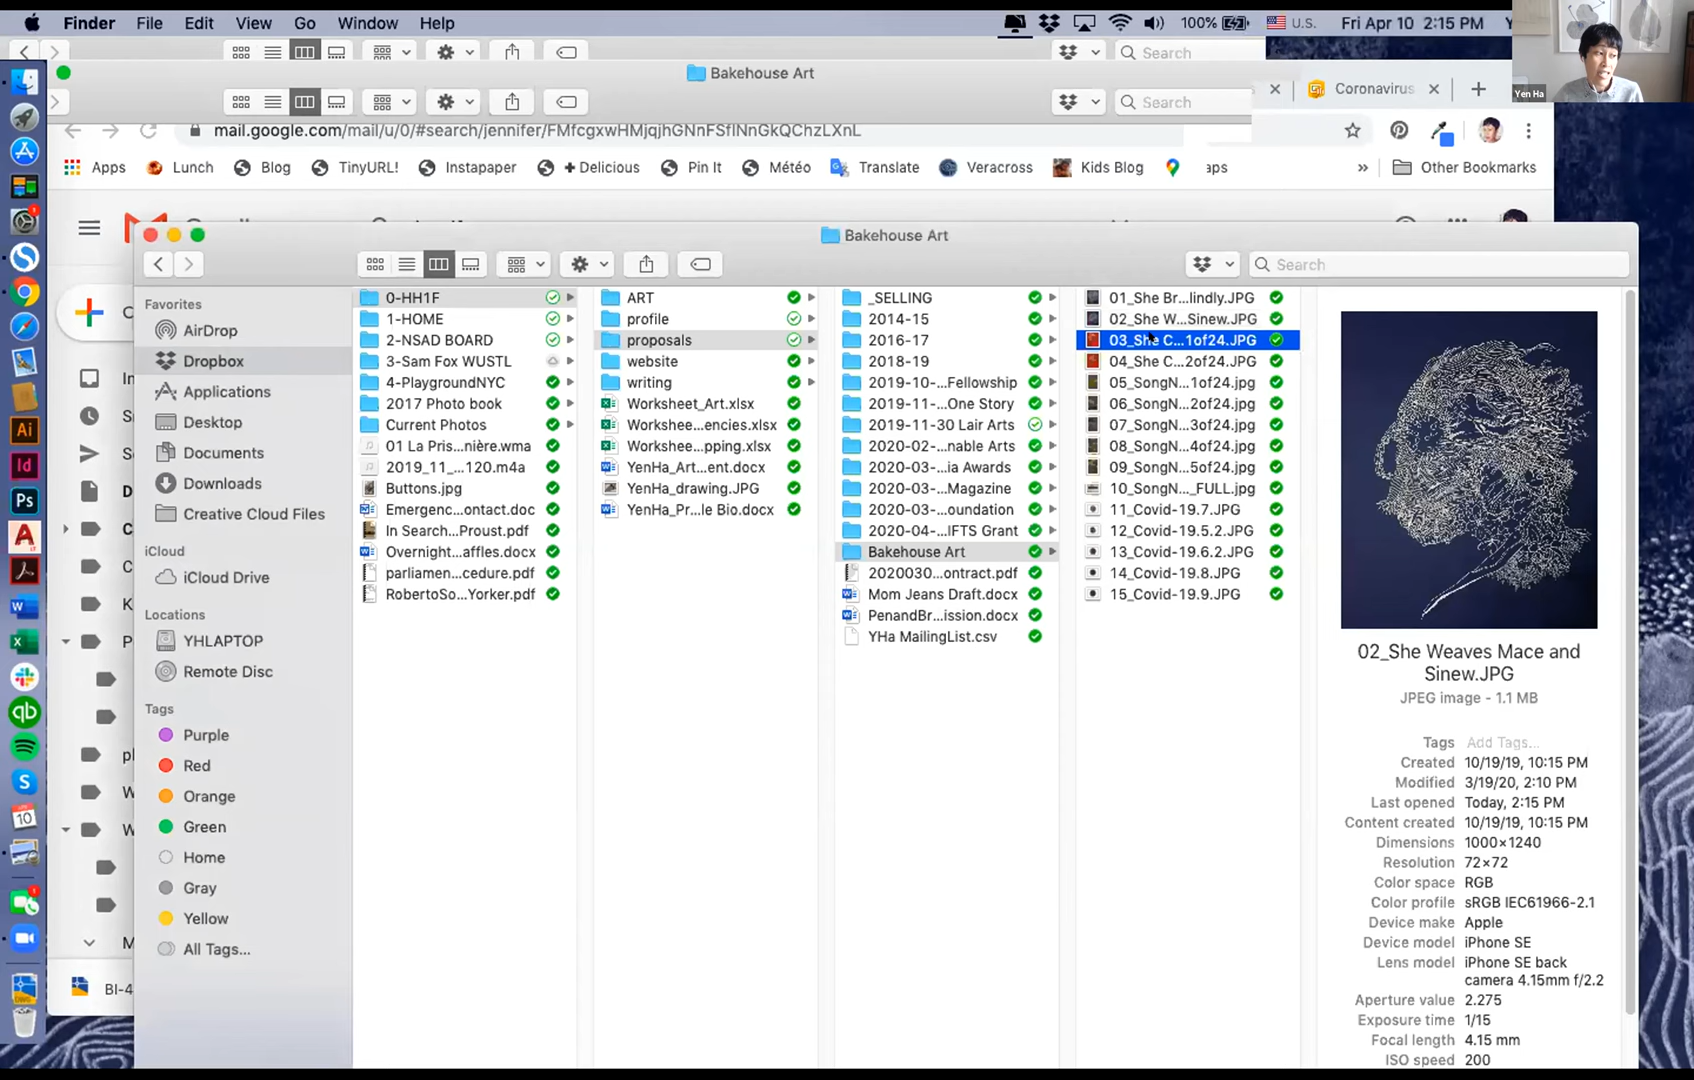 Finder File Edit View Go Window Help 100% U.S. Fri Apr 10 2:15 PM
Yen Ha
Search
Bakehouse Art
Search
Coronavirus
mail.google.com/mail/u/0/#search/jennifer/
Apps Lunch Blog TinyURL! Instapaper + Delicious Pin It Météo Translate Veracross Kids Blog aps » Other Bookmarks
Bakehouse Art
Search
Favorites
AirDrop
Dropbox
Applications
Desktop
Documents
Downloads
Creative Cloud Files
iCloud
iCloud Drive
Locations
YHLAPTOP
Remote Disc
Tags
Purple
Red
Orange
Green
Home
Gray
Yellow
All Tags...
0-HH1F
1-HOME
2-NSAD BOARD
3-Sam Fox WUSTL
4-PlaygroundNYC
2017 Photo book
Current Photos
01 La Pris...nière.wma
2019_11_...120.m4a
Buttons.jpg
Emergenc...ontact.doc
In Search...Proust.pdf
Overnight...affles.docx
parliamen...cedure.pdf
RobertoSo...Yorker.pdf
ART
profile
proposals
website
writing
Worksheet_Art.xlsx
Workshee...encies.xlsx
Workshee...pping.xlsx
YenHa_Art...ent.docx
YenHa_drawing.JPG
YenHa_Pr...le Bio.docx
_SELLING
2014-15
2016-17
2018-19
2019-10-...Fellowship
2019-11-...One Story
2019-11-30 Lair Arts
2020-02-...nable Arts
2020-03-...ia Awards
2020-03-...Magazine
2020-03-...oundation
2020-04-...IFTS Grant
Bakehouse Art
2020030...ontract.pdf
Mom Jeans Draft.docx
PenandBr...ission.docx
YHa MailingList.csv
01_She Br...lindly.JPG
02_She W...Sinew.JPG
03_She C...1of24.JPG
04_She C...2of24.JPG
05_SongN...1of24.jpg
06_SongN...2of24.jpg
07_SongN...3of24.jpg
08_SongN...4of24.jpg
09_SongN...5of24.jpg
10_SongN..._FULL.jpg
11_Covid-19.7.JPG
12_Covid-19.5.2.JPG
13_Covid-19.6.2.JPG
14_Covid-19.8.JPG
15_Covid-19.9.JPG
02_She Weaves Mace and
Sinew.JPG
JPEG image - 1.1 MB
Tags Add Tags...
Created 10/19/19, 10:15 PM
Modified 3/19/20, 2:10 PM
Last opened Today, 2:15 PM
Content created 10/19/19, 10:15 PM
Dimensions 1000×1240
Resolution 72×72
Color space RGB
Color profile sRGB IEC61966-2.1
Device make Apple
Device model iPhone SE
Lens model iPhone SE back
camera 4.15mm f/2.2
Aperture value 2.275
Exposure time 1/15
Focal length 4.15 mm
ISO speed 200
BI-4
Ai
Id
Ps
qb
10